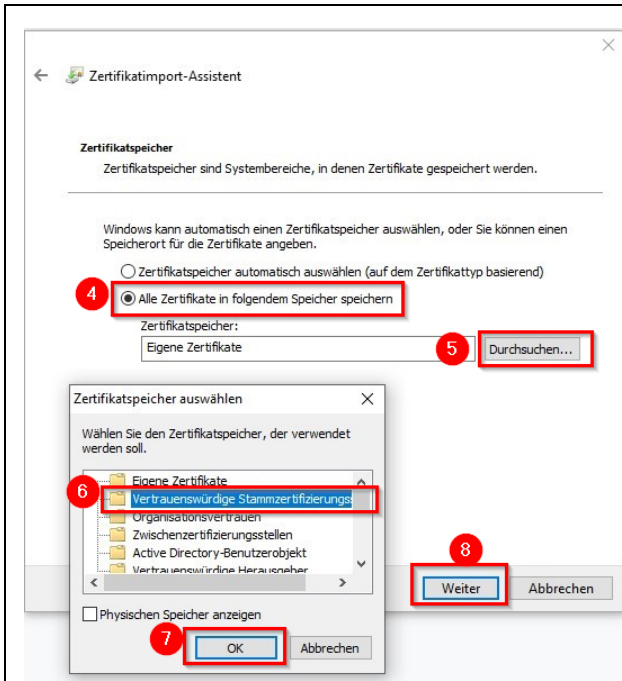 Zertifikatimport-Assistent
Zertifikatspeicher
Zertifikatspeicher sind Systembereiche, in denen Zertifikate gespeichert werden.
Windows kann automatisch einen Zertifikatspeicher auswählen, oder Sie können einen
Speicherort für die Zertifikate angeben.
Zertifikatspeicher automatisch auswählen (auf dem Zertifikattyp basierend)
4 Alle Zertifikate in folgendem Speicher speichern
Zertifikatspeicher:
Eigene Zertifikate 5 Durchsuchen...
Zertifikatspeicher auswählen
Wählen Sie den Zertifikatspeicher, der verwendet
werden soll.
Eigene Zertifikate
6 Vertrauenswürdige Stammzertifizierungs
Organisationsvertrauen
Zwischenzertifizierungsstellen
Active Directory-Benutzerobjekt
Vertrauenswürdige Herausgeber
Physischen Speicher anzeigen
7 OK Abbrechen
8
Weiter Abbrechen